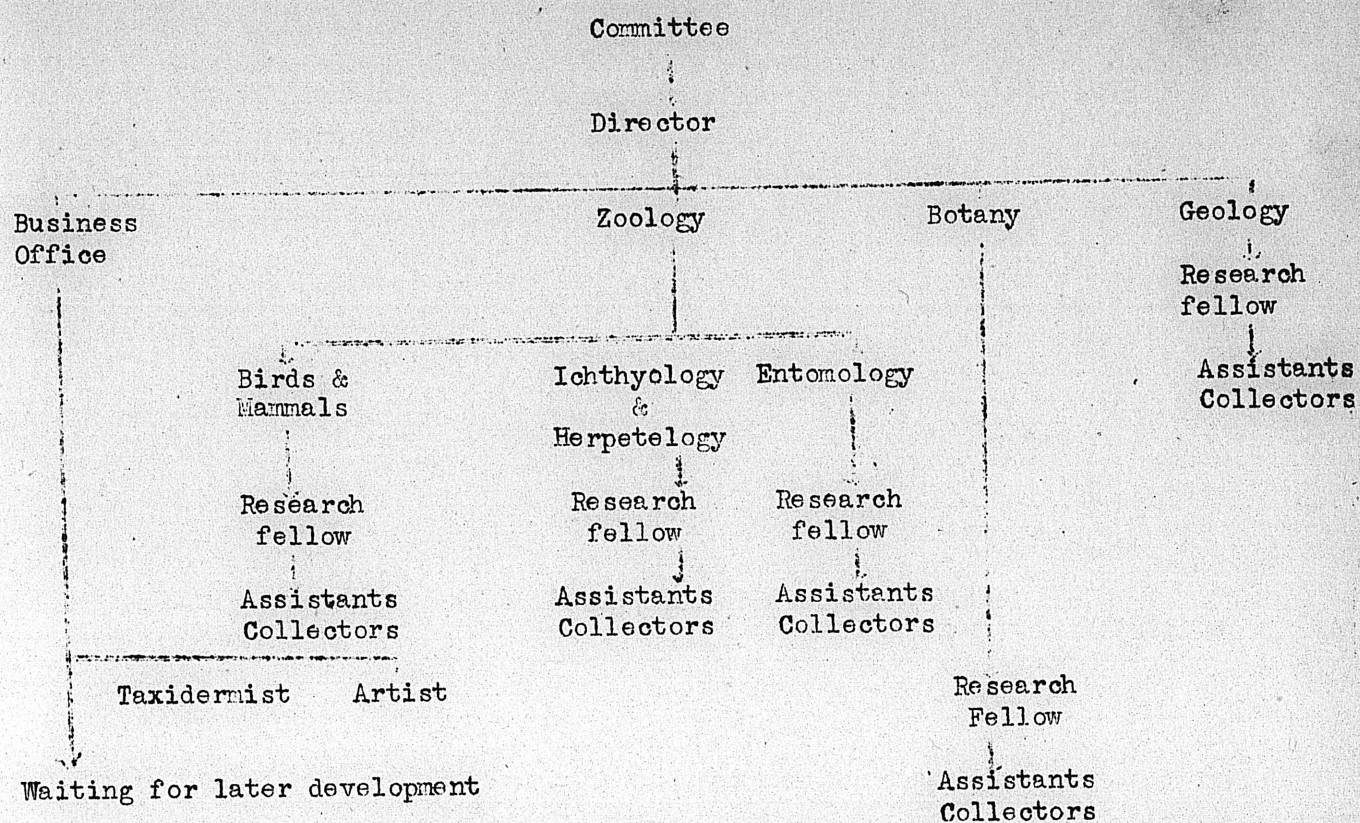 Committee
Director
Business
Office
Zoology
Botany
Geology
Research
fellow
Assistants
Collectors
Birds &
Mammals
Research
fellow
Assistants
Collectors
Ichthyology
&
Herpetelogy
Research
fellow
Assistants
Collectors
Entomology
Research
fellow
Assistants
Collectors
Taxidermist
Artist
Research
Fellow
Assistants
Collectors
Waiting for later development